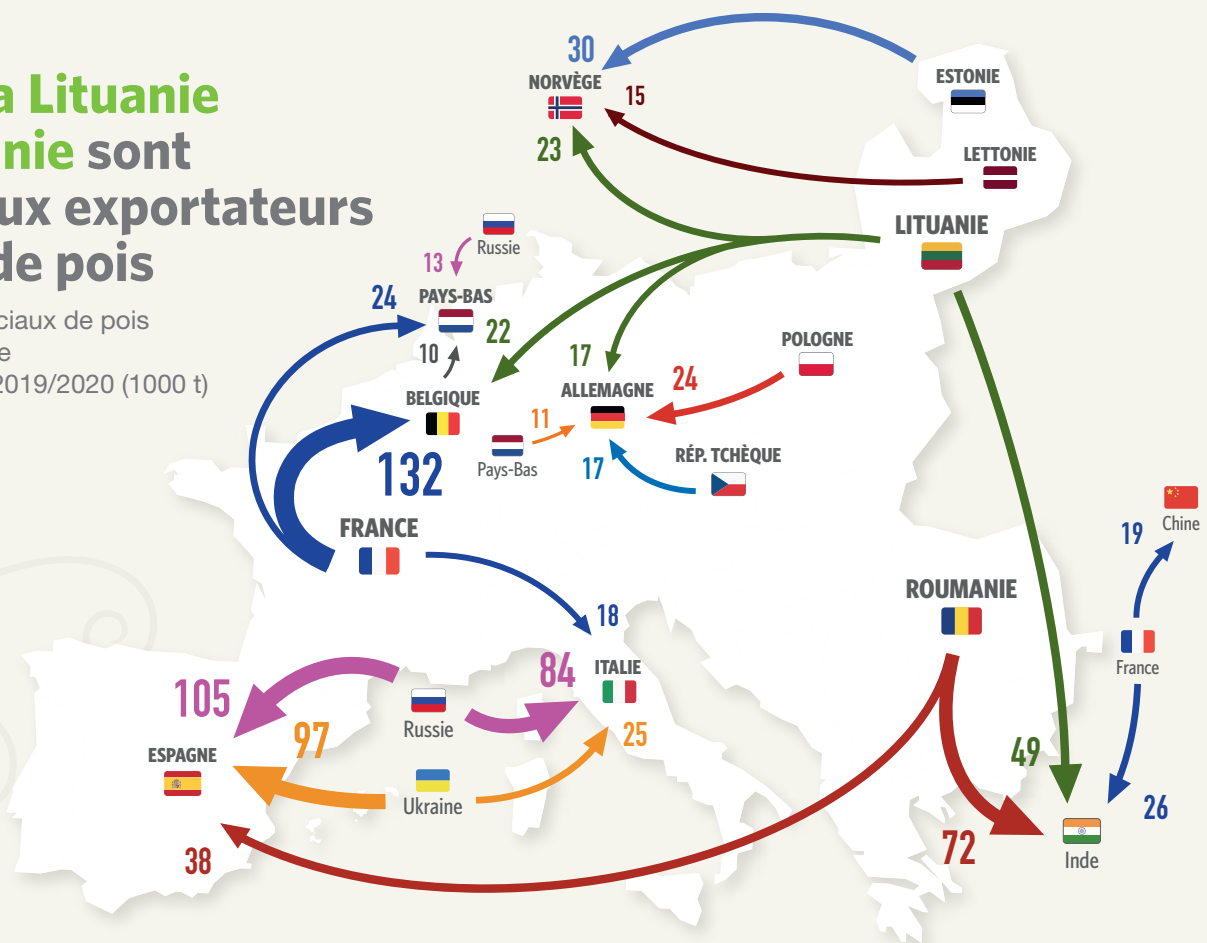 a Lituanie
nie sont
ux exportateurs
de pois
ciaux de pois
e
2019/2020 (1000 t)
30
NORVÈGE
15
23
ESTONIE
LETTONIE
LITUANIE
Russie
13
PAYS-BAS
24
22
10
BELGIQUE
17
ALLEMAGNE
24
POLOGNE
11
Pays-Bas
17
RÉP. TCHÈQUE
132
FRANCE
18
Chine
19
France
26
ROUMANIE
105
84
ITALIE
Russie
ESPAGNE
97
25
Ukraine
38
49
72
Inde